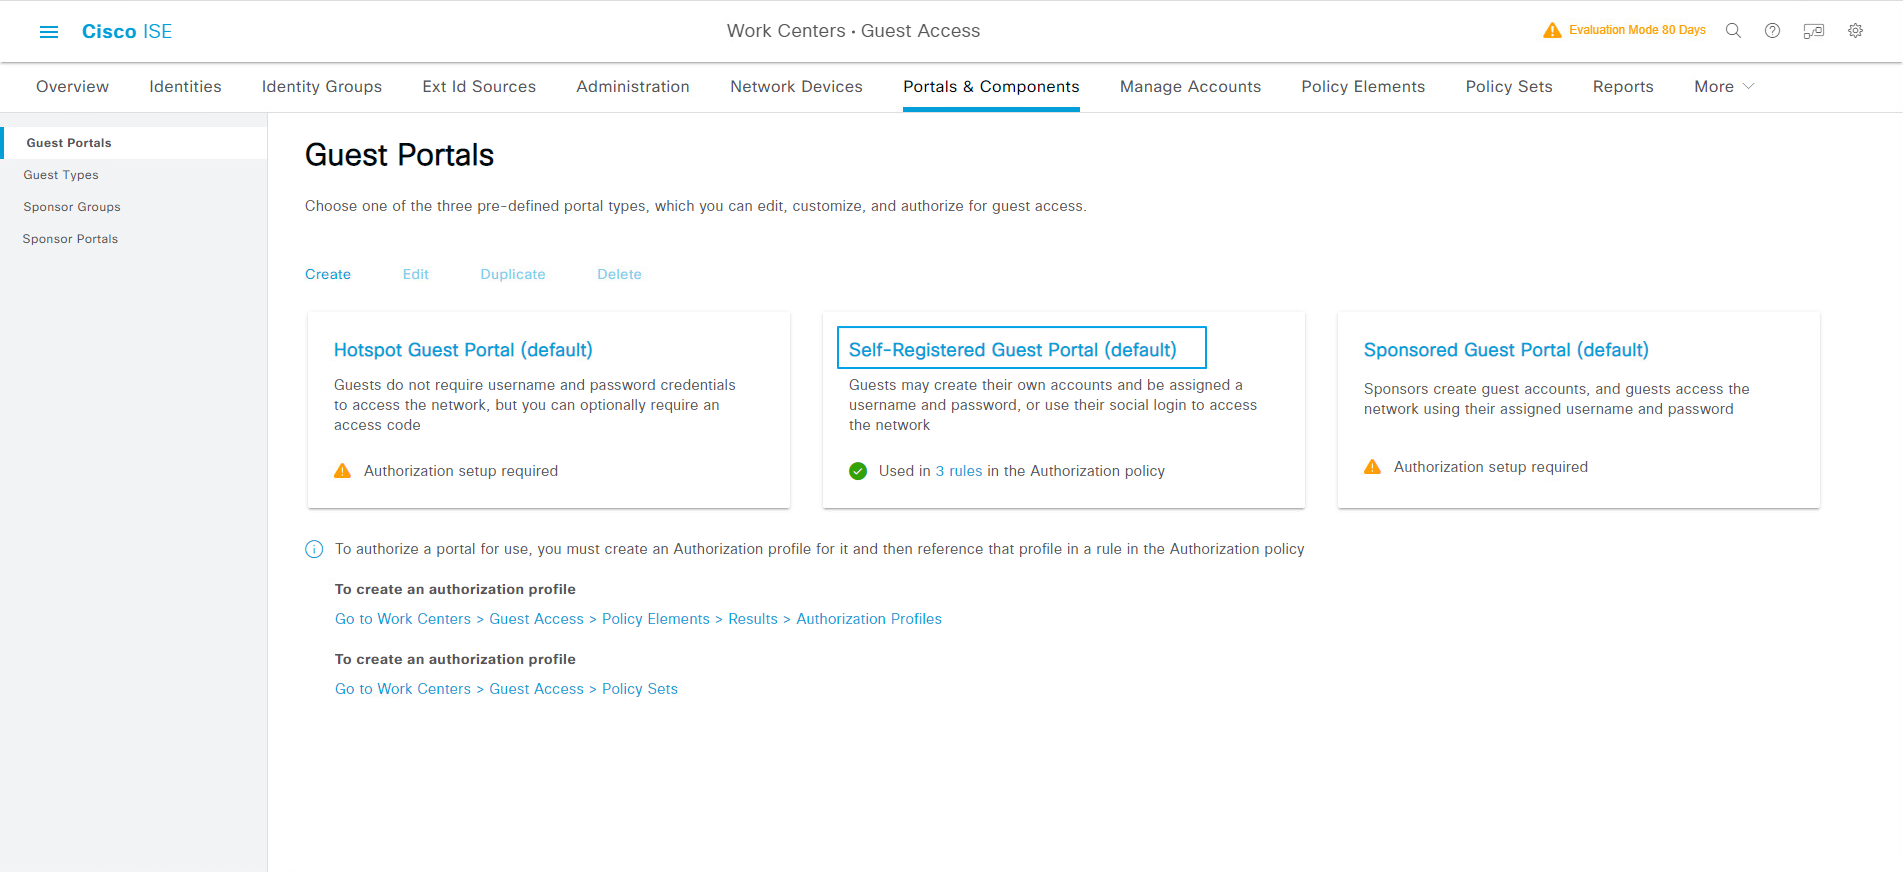 Cisco ISE
Work Centers · Guest Access
Evaluation Mode 80 Days
Overview
Identities
Identity Groups
Ext Id Sources
Administration
Network Devices
Portals & Components
Manage Accounts
Policy Elements
Policy Sets
Reports
More
Guest Portals
Guest Types
Sponsor Groups
Sponsor Portals
Guest Portals
Choose one of the three pre-defined portal types, which you can edit, customize, and authorize for guest access.
Create
Edit
Duplicate
Delete
Hotspot Guest Portal (default)
Guests do not require username and password credentials
to access the network, but you can optionally require an
access code
Authorization setup required
Self-Registered Guest Portal (default)
Guests may create their own accounts and be assigned a
username and password, or use their social login to access
the network
Used in 3 rules in the Authorization policy
Sponsored Guest Portal (default)
Sponsors create guest accounts, and guests access the
network using their assigned username and password
Authorization setup required
To authorize a portal for use, you must create an Authorization profile for it and then reference that profile in a rule in the Authorization policy
To create an authorization profile
Go to Work Centers > Guest Access > Policy Elements > Results > Authorization Profiles
To create an authorization profile
Go to Work Centers > Guest Access > Policy Sets